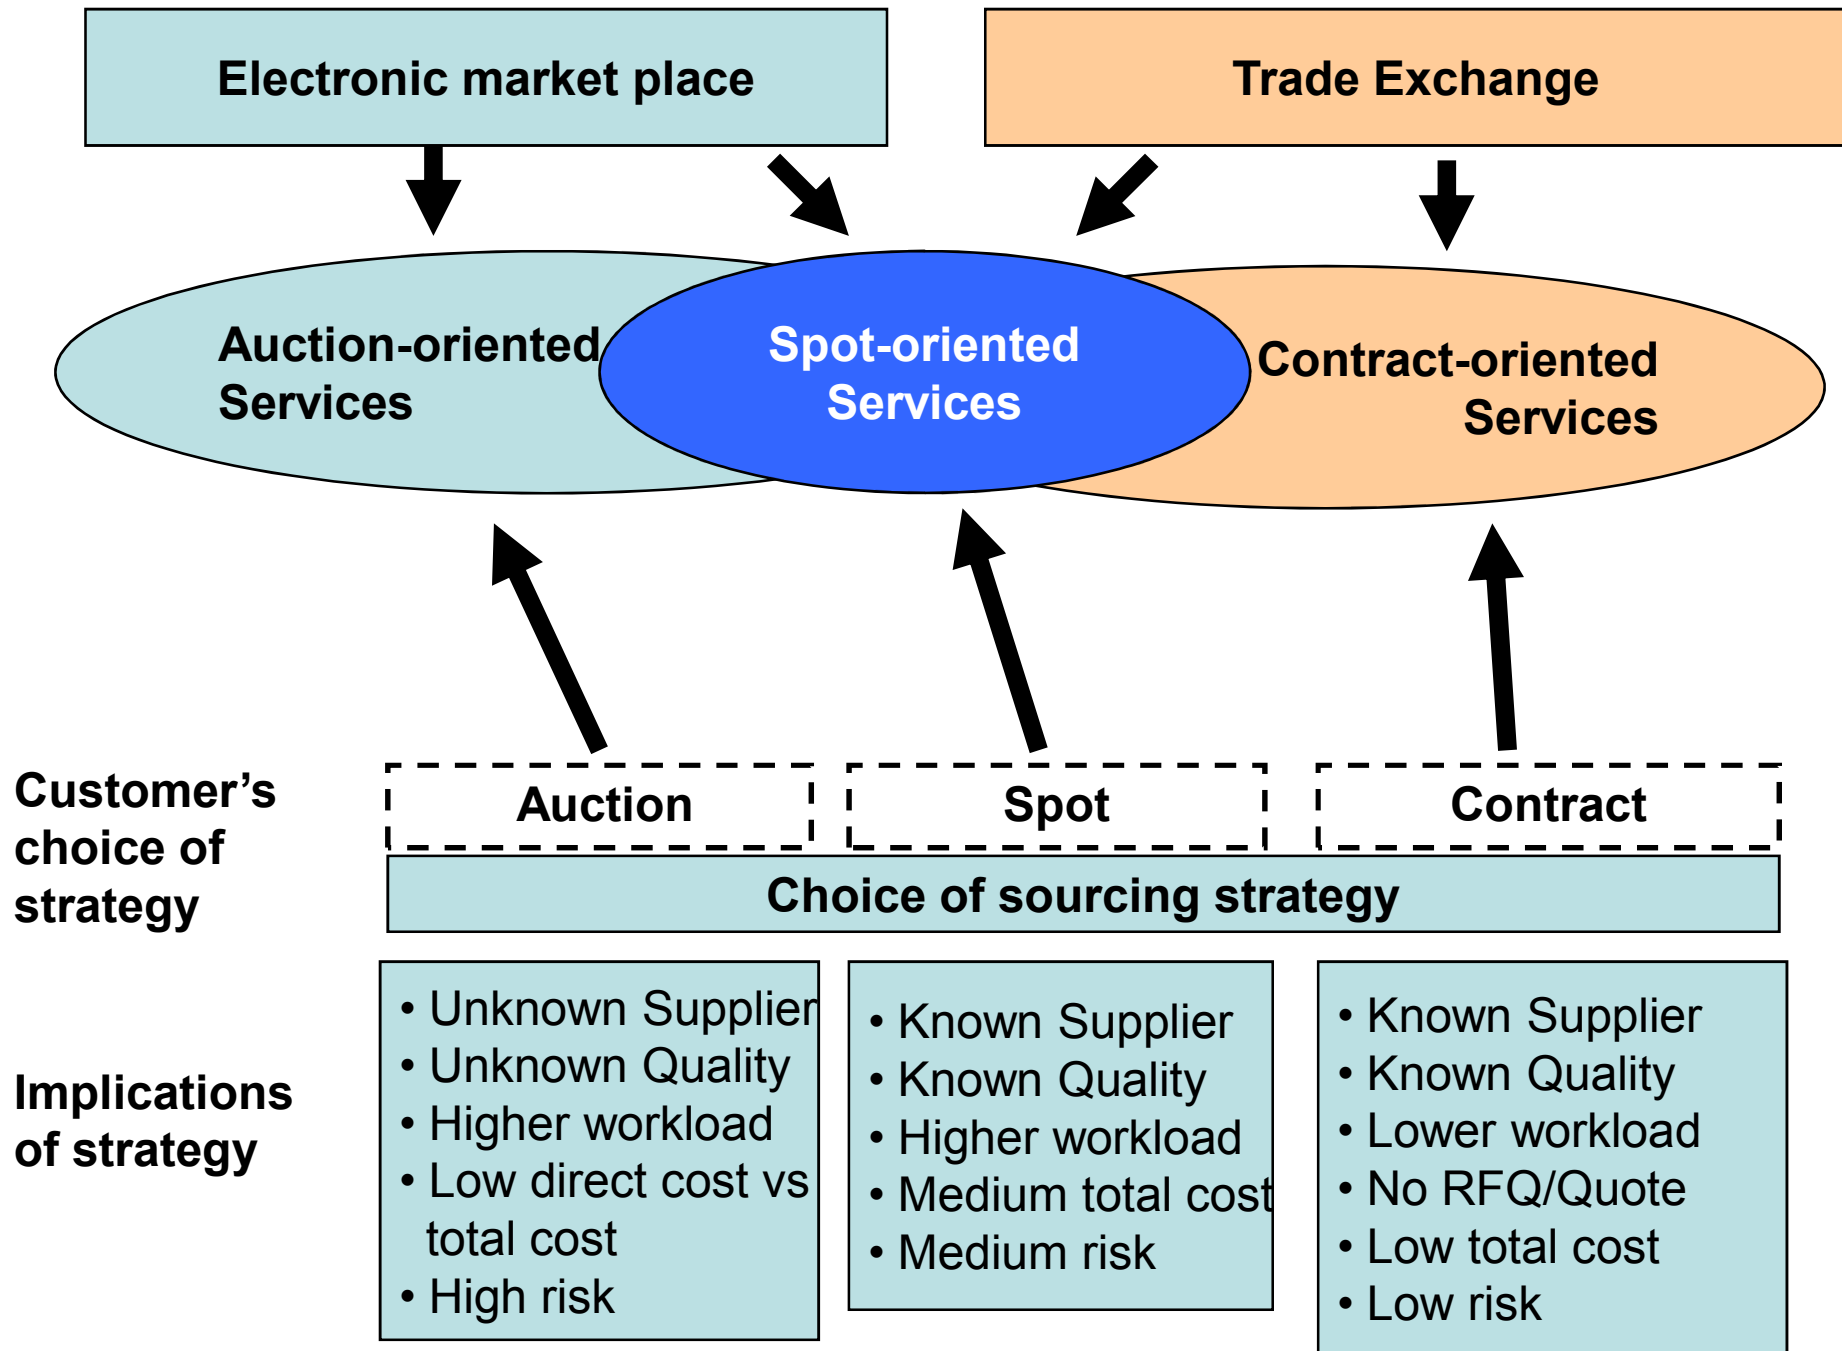 Electronic market place
Trade Exchange
Auction-oriented
Services
Spot-oriented
Services
Contract-oriented
Services
Customer’s
choice of
strategy
Auction
Spot
Contract
Choice of sourcing strategy
Implications
of strategy
• Unknown Supplier
• Unknown Quality
• Higher workload
• Low direct cost vs
total cost
• High risk
• Known Supplier
• Known Quality
• Higher workload
• Medium total cost
• Medium risk
• Known Supplier
• Known Quality
• Lower workload
• No RFQ/Quote
• Low total cost
• Low risk